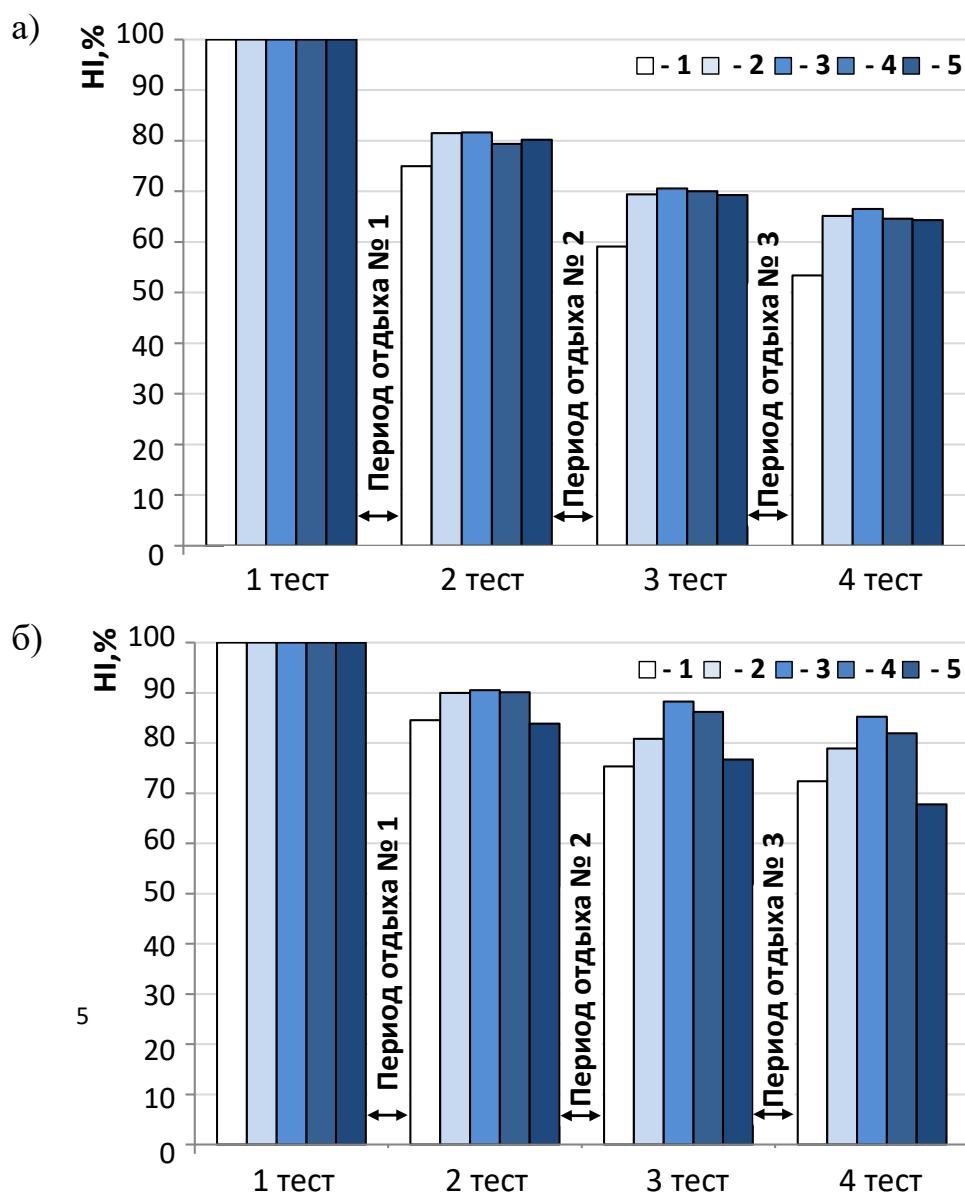 а)
HI,%
100
90
80
70
60
50
40
30
20
10
0
- 1 - 2 - 3 - 4 - 5
Период отдыха № 1
Период отдыха № 2
Период отдыха № 3
1 тест 2 тест 3 тест 4 тест
б)
HI,%
100
90
80
70
60
50
40
30
20
10
0
- 1 - 2 - 3 - 4 - 5
Период отдыха № 1
Период отдыха № 2
Период отдыха № 3
5
1 тест 2 тест 3 тест 4 тест